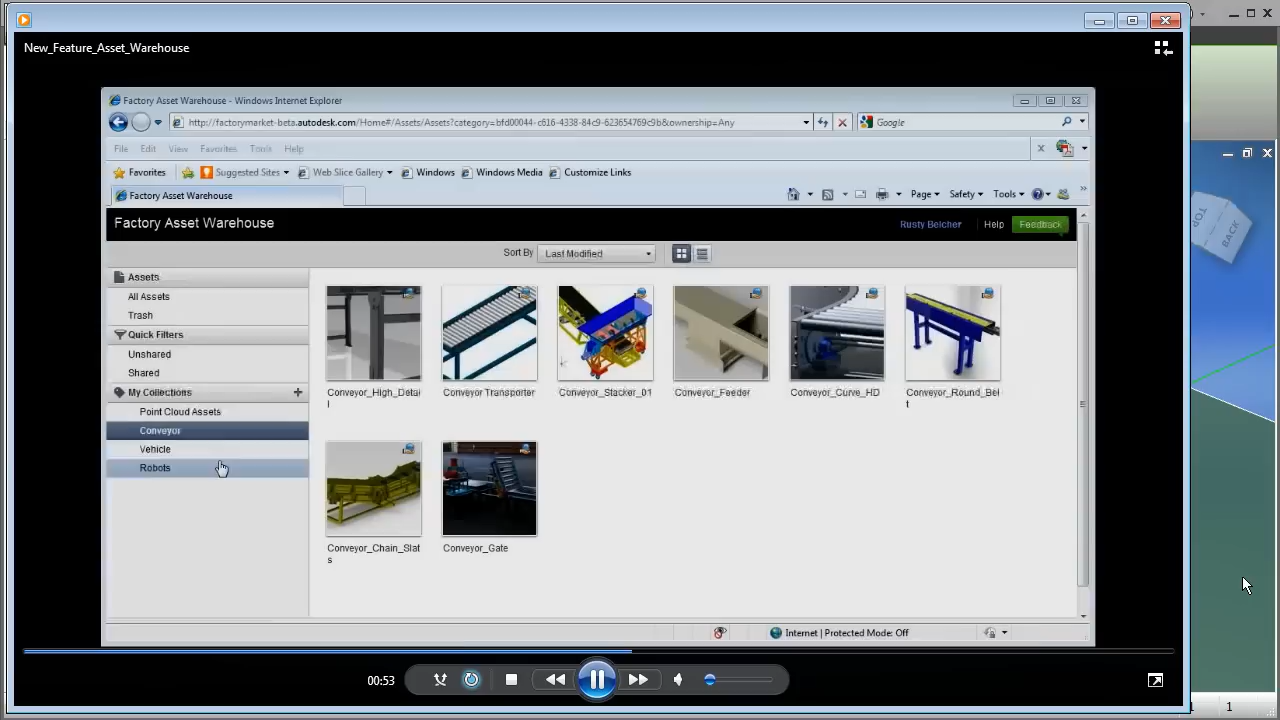 New_Feature_Asset_Warehouse
Factory Asset Warehouse - Windows Internet Explorer
http://factorymarket-beta.autodesk.com/Home#/Assets/Assets?category=bfd00044-c616-4338-84c9-623654769c9b&ownership=Any
Google
File Edit View Favorites Tools Help
Favorites Suggested Sites Web Slice Gallery Windows Windows Media Customize Links
Factory Asset Warehouse
Page Safety Tools
Factory Asset Warehouse
Rusty Belcher Help Feedback
Sort By Last Modified
Assets
All Assets
Trash
Quick Filters
Unshared
Shared
My Collections
Point Cloud Assets
Conveyor
Vehicle
Robots
Conveyor_High_Detai
l
Conveyor Transporter
Conveyor_Stacker_01
Conveyor_Feeder
Conveyor_Curve_HD
Conveyor_Round_Bel
t
Conveyor_Chain_Slat
s
Conveyor_Gate
Internet | Protected Mode: Off
00:53
TOP
BACK
1